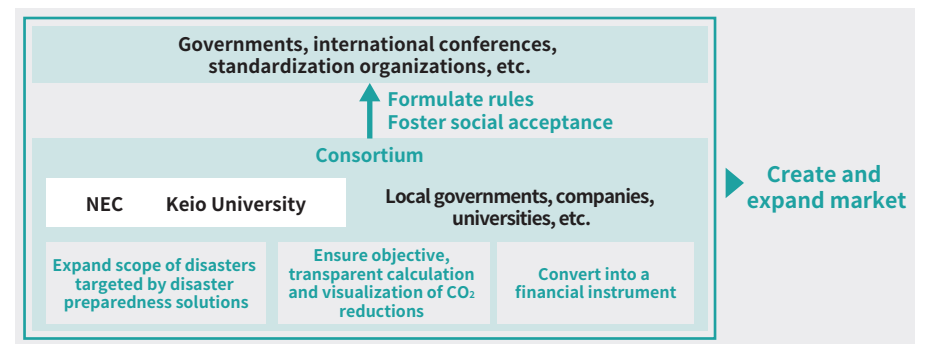 Governments, international conferences,
standardization organizations, etc.
Formulate rules
Foster social acceptance
Consortium
NEC Keio University
Local governments, companies,
universities, etc.
Expand scope of disasters
targeted by disaster
preparedness solutions
Ensure objective,
transparent calculation
and visualization of CO₂
reductions
Convert into a
financial instrument
Create and
expand market